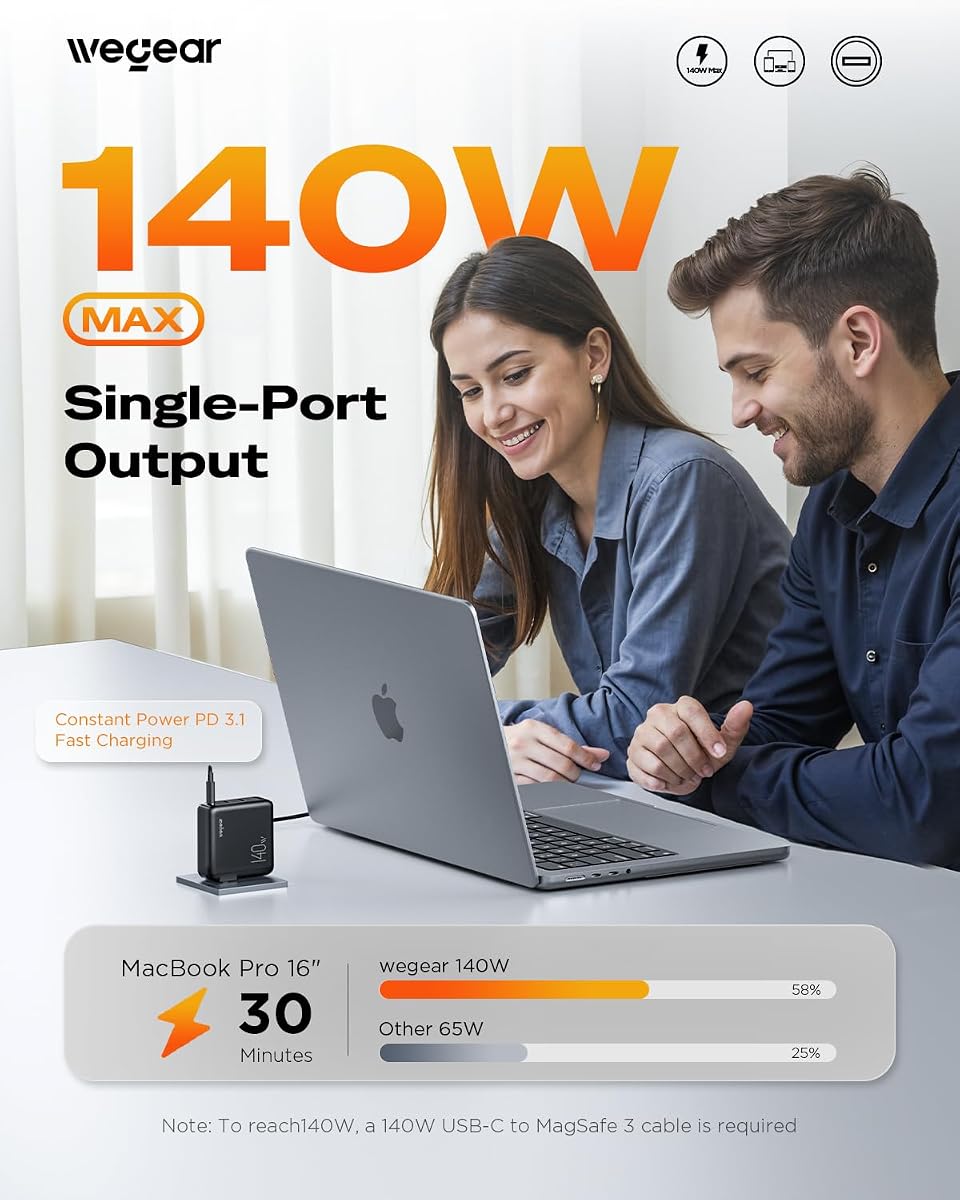 wegear
140W Max
140W
MAX
Single-Port
Output
Constant Power PD 3.1
Fast Charging
wegear
140W
MacBook Pro 16"
30
Minutes
wegear 140W
58%
Other 65W
25%
Note: To reach140W, a 140W USB-C to MagSafe 3 cable is required